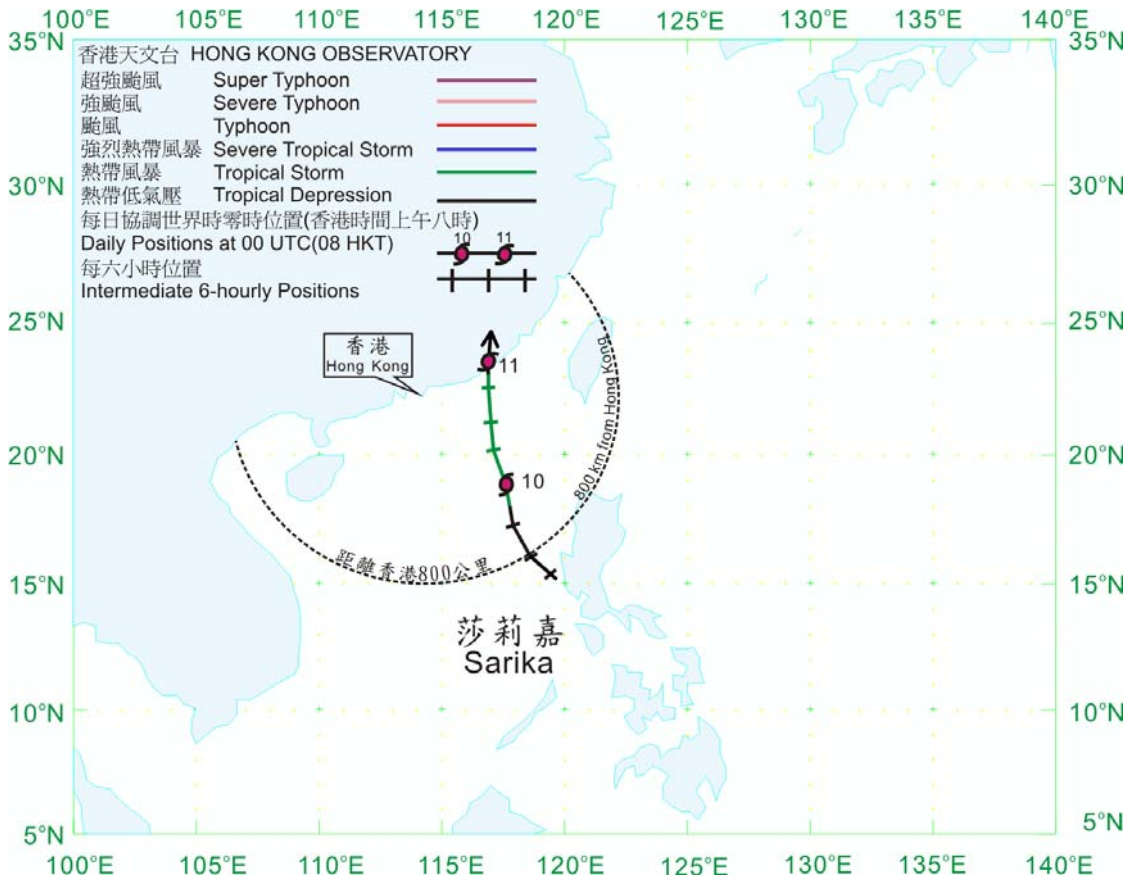 100°E 105°E 110°E 115°E 120°E 125°E 130°E 135°E 140°E
35°N 35°N
香港天文台 HONG KONG OBSERVATORY
超強颱風 Super Typhoon
強颱風 Severe Typhoon
颱風 Typhoon
強烈熱帶風暴 Severe Tropical Storm
熱帶風暴 Tropical Storm
熱帶低氣壓 Tropical Depression
30°N 30°N
每日協調世界時零時位置(香港時間上午八時)
Daily Positions at 00 UTC(08 HKT)
10 11
每六小時位置
Intermediate 6-hourly Positions
25°N 25°N
香港
Hong Kong
11
800 km from Hong Kong
20°N 20°N
10
距離香港800公里
15°N 15°N
莎莉嘉
Sarika
10°N 10°N
5°N 5°N
100°E 105°E 110°E 115°E 120°E 125°E 130°E 135°E 140°E